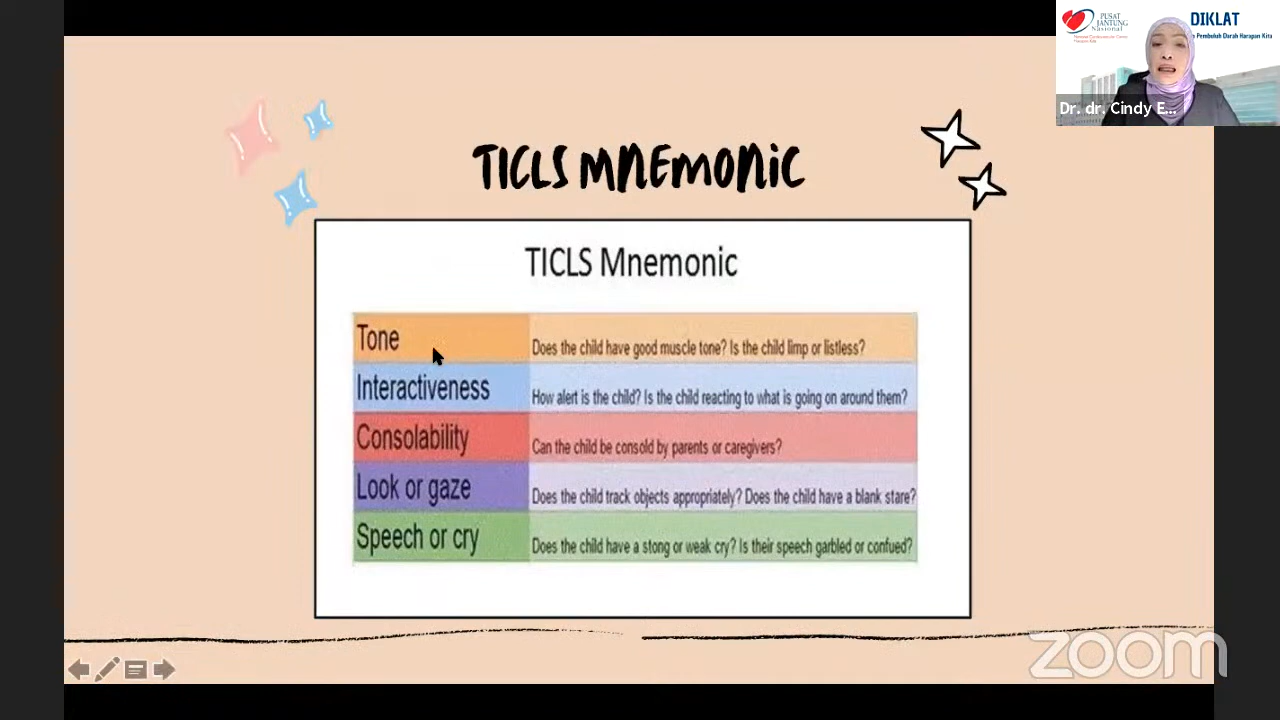 PUSAT
JANTUNG
Nasional
DIKLAT
Pembuluh Darah Harapan Kita
Dr. dr. Cindy E...
TICLS MNEMONIC
TICLS Mnemonic
Tone
Does the child have good muscle tone? Is the child limp or listless?
Interactiveness
How alert is the child? Is the child reacting to what is going on around them?
Consolability
Can the child be consold by parents or caregivers?
Look or gaze
Does the child track objects appropriately? Does the child have a blank stare?
Speech or cry
Does the child have a stong or weak cry? Is their speech garbled or confued?
zoom